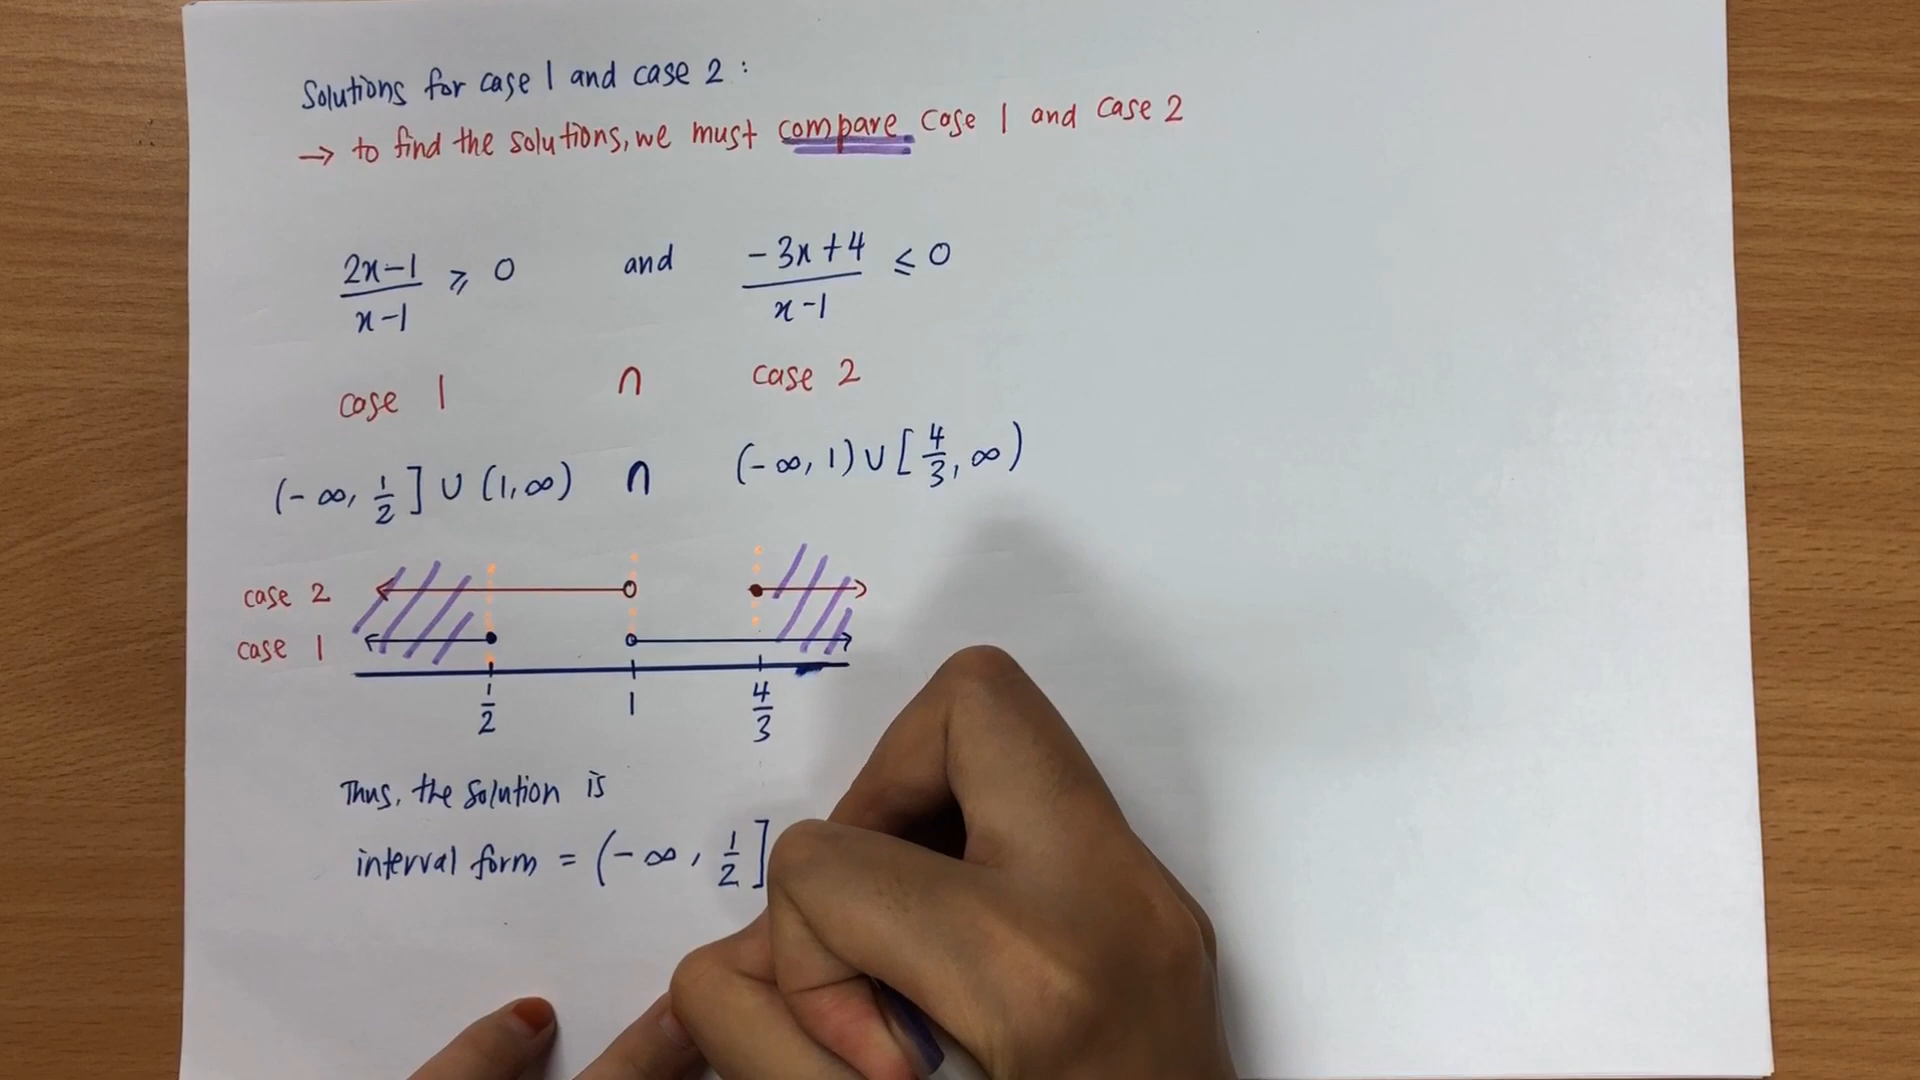 Solutions for case 1 and case 2 :
→ to find the solutions, we must compare case 1 and case 2
2x-1 / x-1 ⩾ 0 and -3x+4 / x-1 ⩽ 0
case 1 ∩ case 2
(-∞, 1/2] ∪ (1, ∞) ∩ (-∞, 1) ∪ [4/3, ∞)
case 2
case 1
1/2 1 4/3
Thus, the solution is
interval form = (-∞, 1/2]